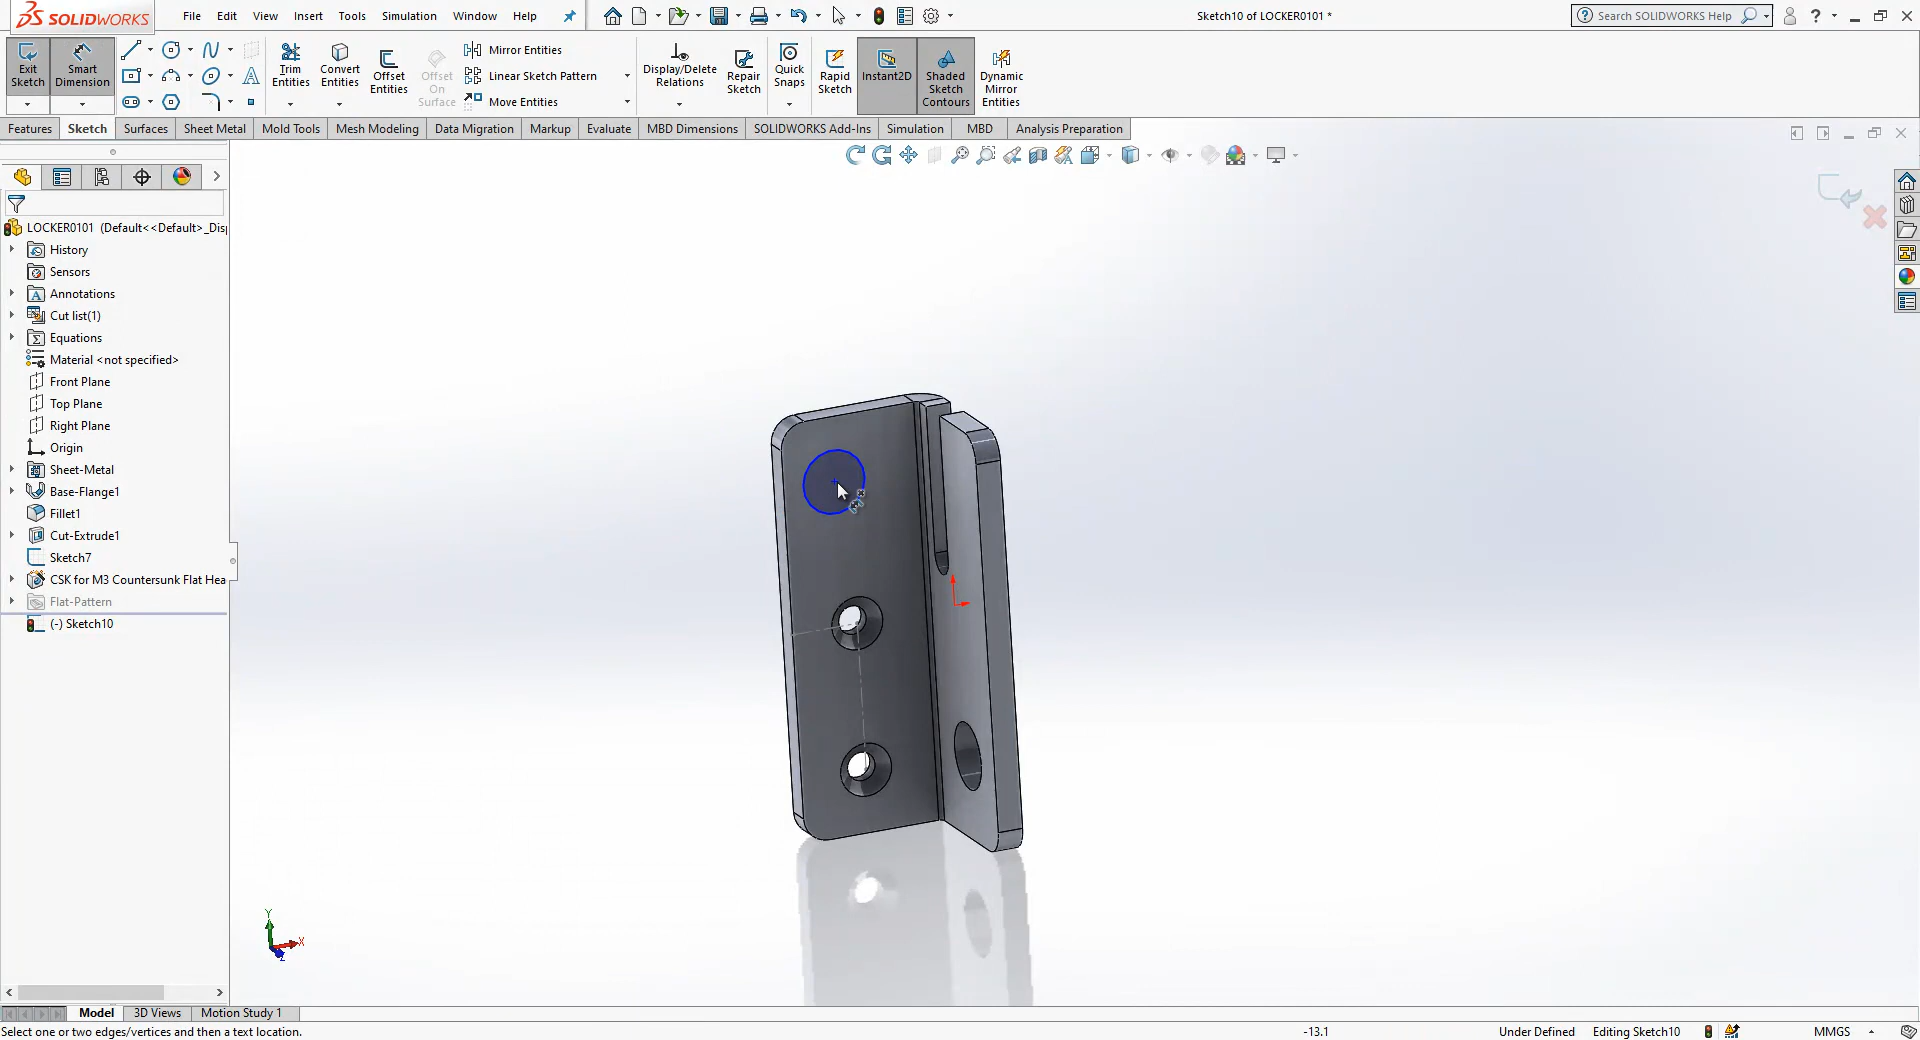 SOLIDWORKS
File Edit View Insert Tools Simulation Window Help
Sketch10 of LOCKER0101 *
Search SOLIDWORKS Help
Exit Sketch
Smart Dimension
Trim Entities
Convert Entities
Offset Entities
Offset On Surface
Mirror Entities
Linear Sketch Pattern
Move Entities
Display/Delete Relations
Repair Sketch
Quick Snaps
Rapid Sketch
Instant2D
Shaded Sketch Contours
Dynamic Mirror Entities
Features Sketch Surfaces Sheet Metal Mold Tools Mesh Modeling Data Migration Markup Evaluate MBD Dimensions SOLIDWORKS Add-Ins Simulation MBD Analysis Preparation
LOCKER0101 (Default<<Default>_Dis
History
Sensors
Annotations
Cut list(1)
Equations
Material <not specified>
Front Plane
Top Plane
Right Plane
Origin
Sheet-Metal
Base-Flange1
Fillet1
Cut-Extrude1
Sketch7
CSK for M3 Countersunk Flat Hea
Flat-Pattern
(-) Sketch10
Y
X
Z
Model 3D Views Motion Study 1
Select one or two edges/vertices and then a text location.
-13.1
Under Defined
Editing Sketch10
MMGS